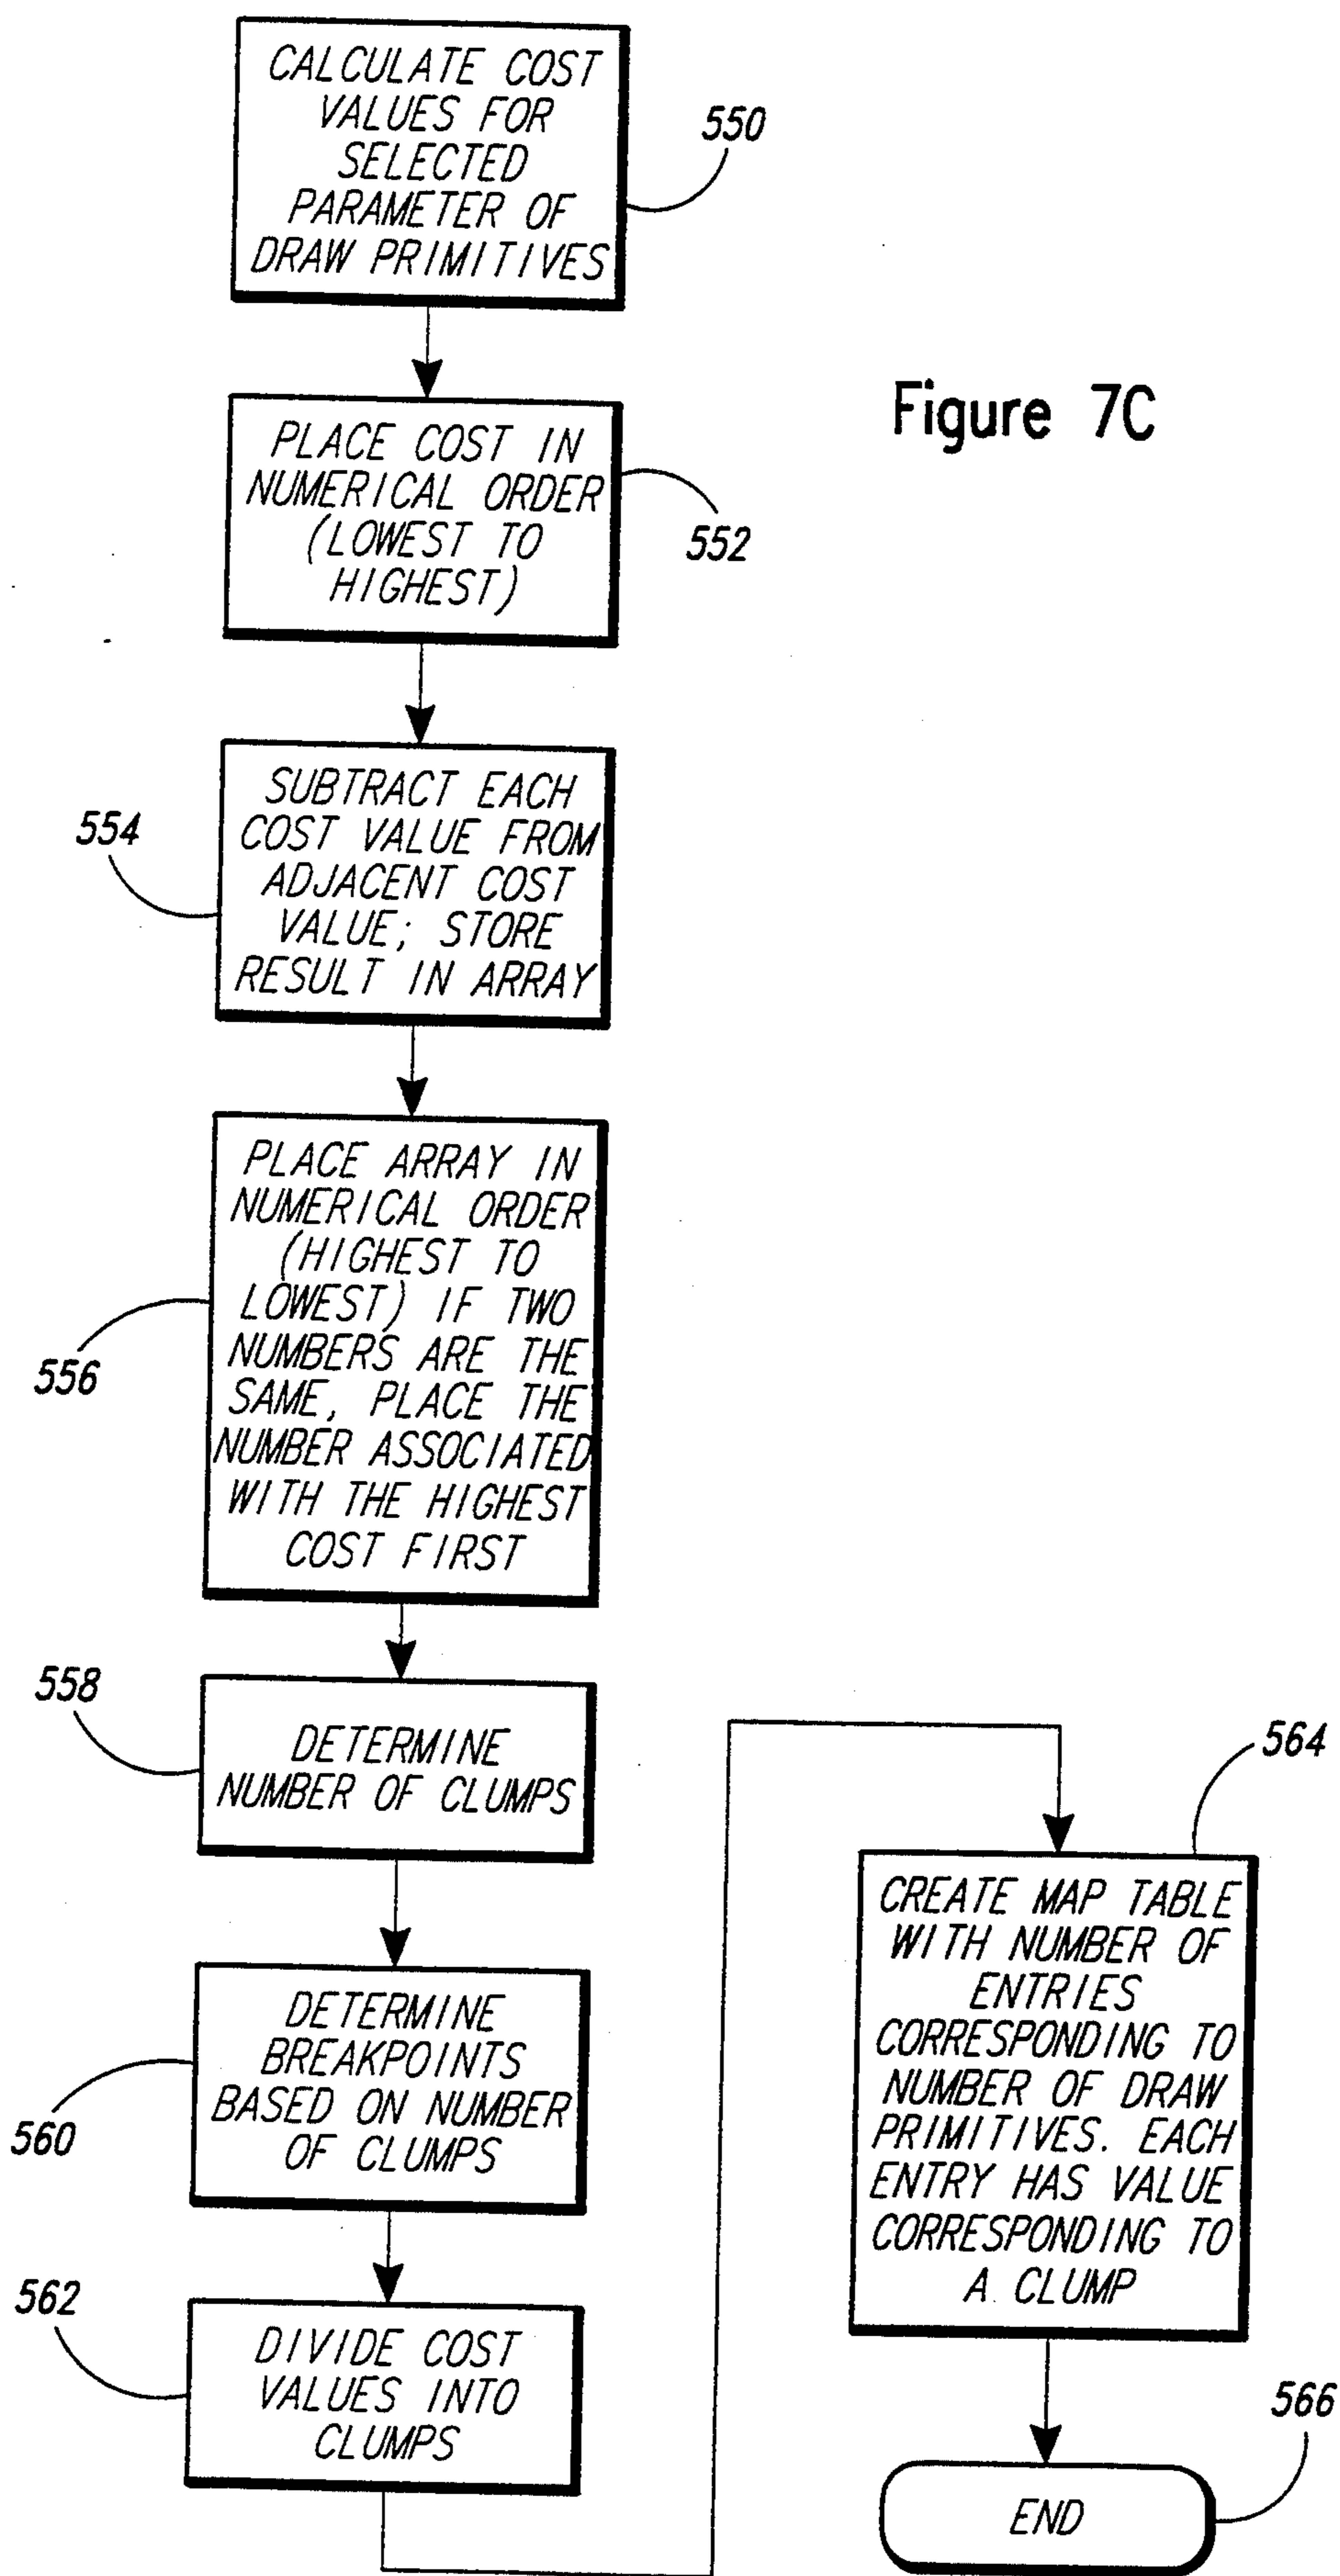 CALCULATE COST
VALUES FOR
SELECTED
PARAMETER OF
DRAW PRIMITIVES
550
Figure 7C
PLACE COST IN
NUMERICAL ORDER
(LOWEST TO
HIGHEST)
552
SUBTRACT EACH
COST VALUE FROM
ADJACENT COST
VALUE; STORE
RESULT IN ARRAY
554
PLACE ARRAY IN
NUMERICAL ORDER
(HIGHEST TO
LOWEST) IF TWO
NUMBERS ARE THE
SAME, PLACE THE
NUMBER ASSOCIATED
WITH THE HIGHEST
COST FIRST
556
558
DETERMINE
NUMBER OF CLUMPS
DETERMINE
BREAKPOINTS
BASED ON NUMBER
OF CLUMPS
560
562
DIVIDE COST
VALUES INTO
CLUMPS
564
CREATE MAP TABLE
WITH NUMBER OF
ENTRIES
CORRESPONDING TO
NUMBER OF DRAW
PRIMITIVES. EACH
ENTRY HAS VALUE
CORRESPONDING TO
A CLUMP
566
END